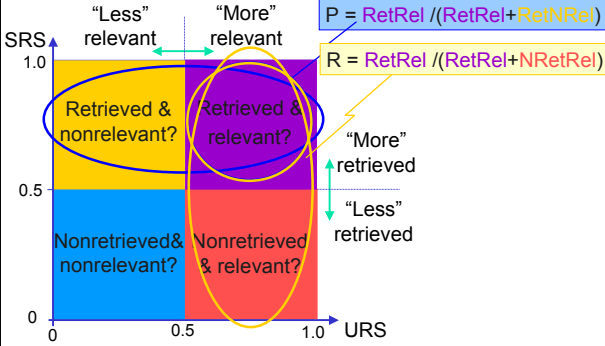 “Less” “More”
relevant relevant
P = RetRel /(RetRel+RetNRel)
SRS
R = RetRel /(RetRel+NRetRel)
1.0
Retrieved & Retrieved &
nonrelevant? relevant?
“More”
retrieved
0.5
“Less”
retrieved
Nonretrieved& Nonretrieved
nonrelevant? & relevant?
0
0 0.5 1.0 URS